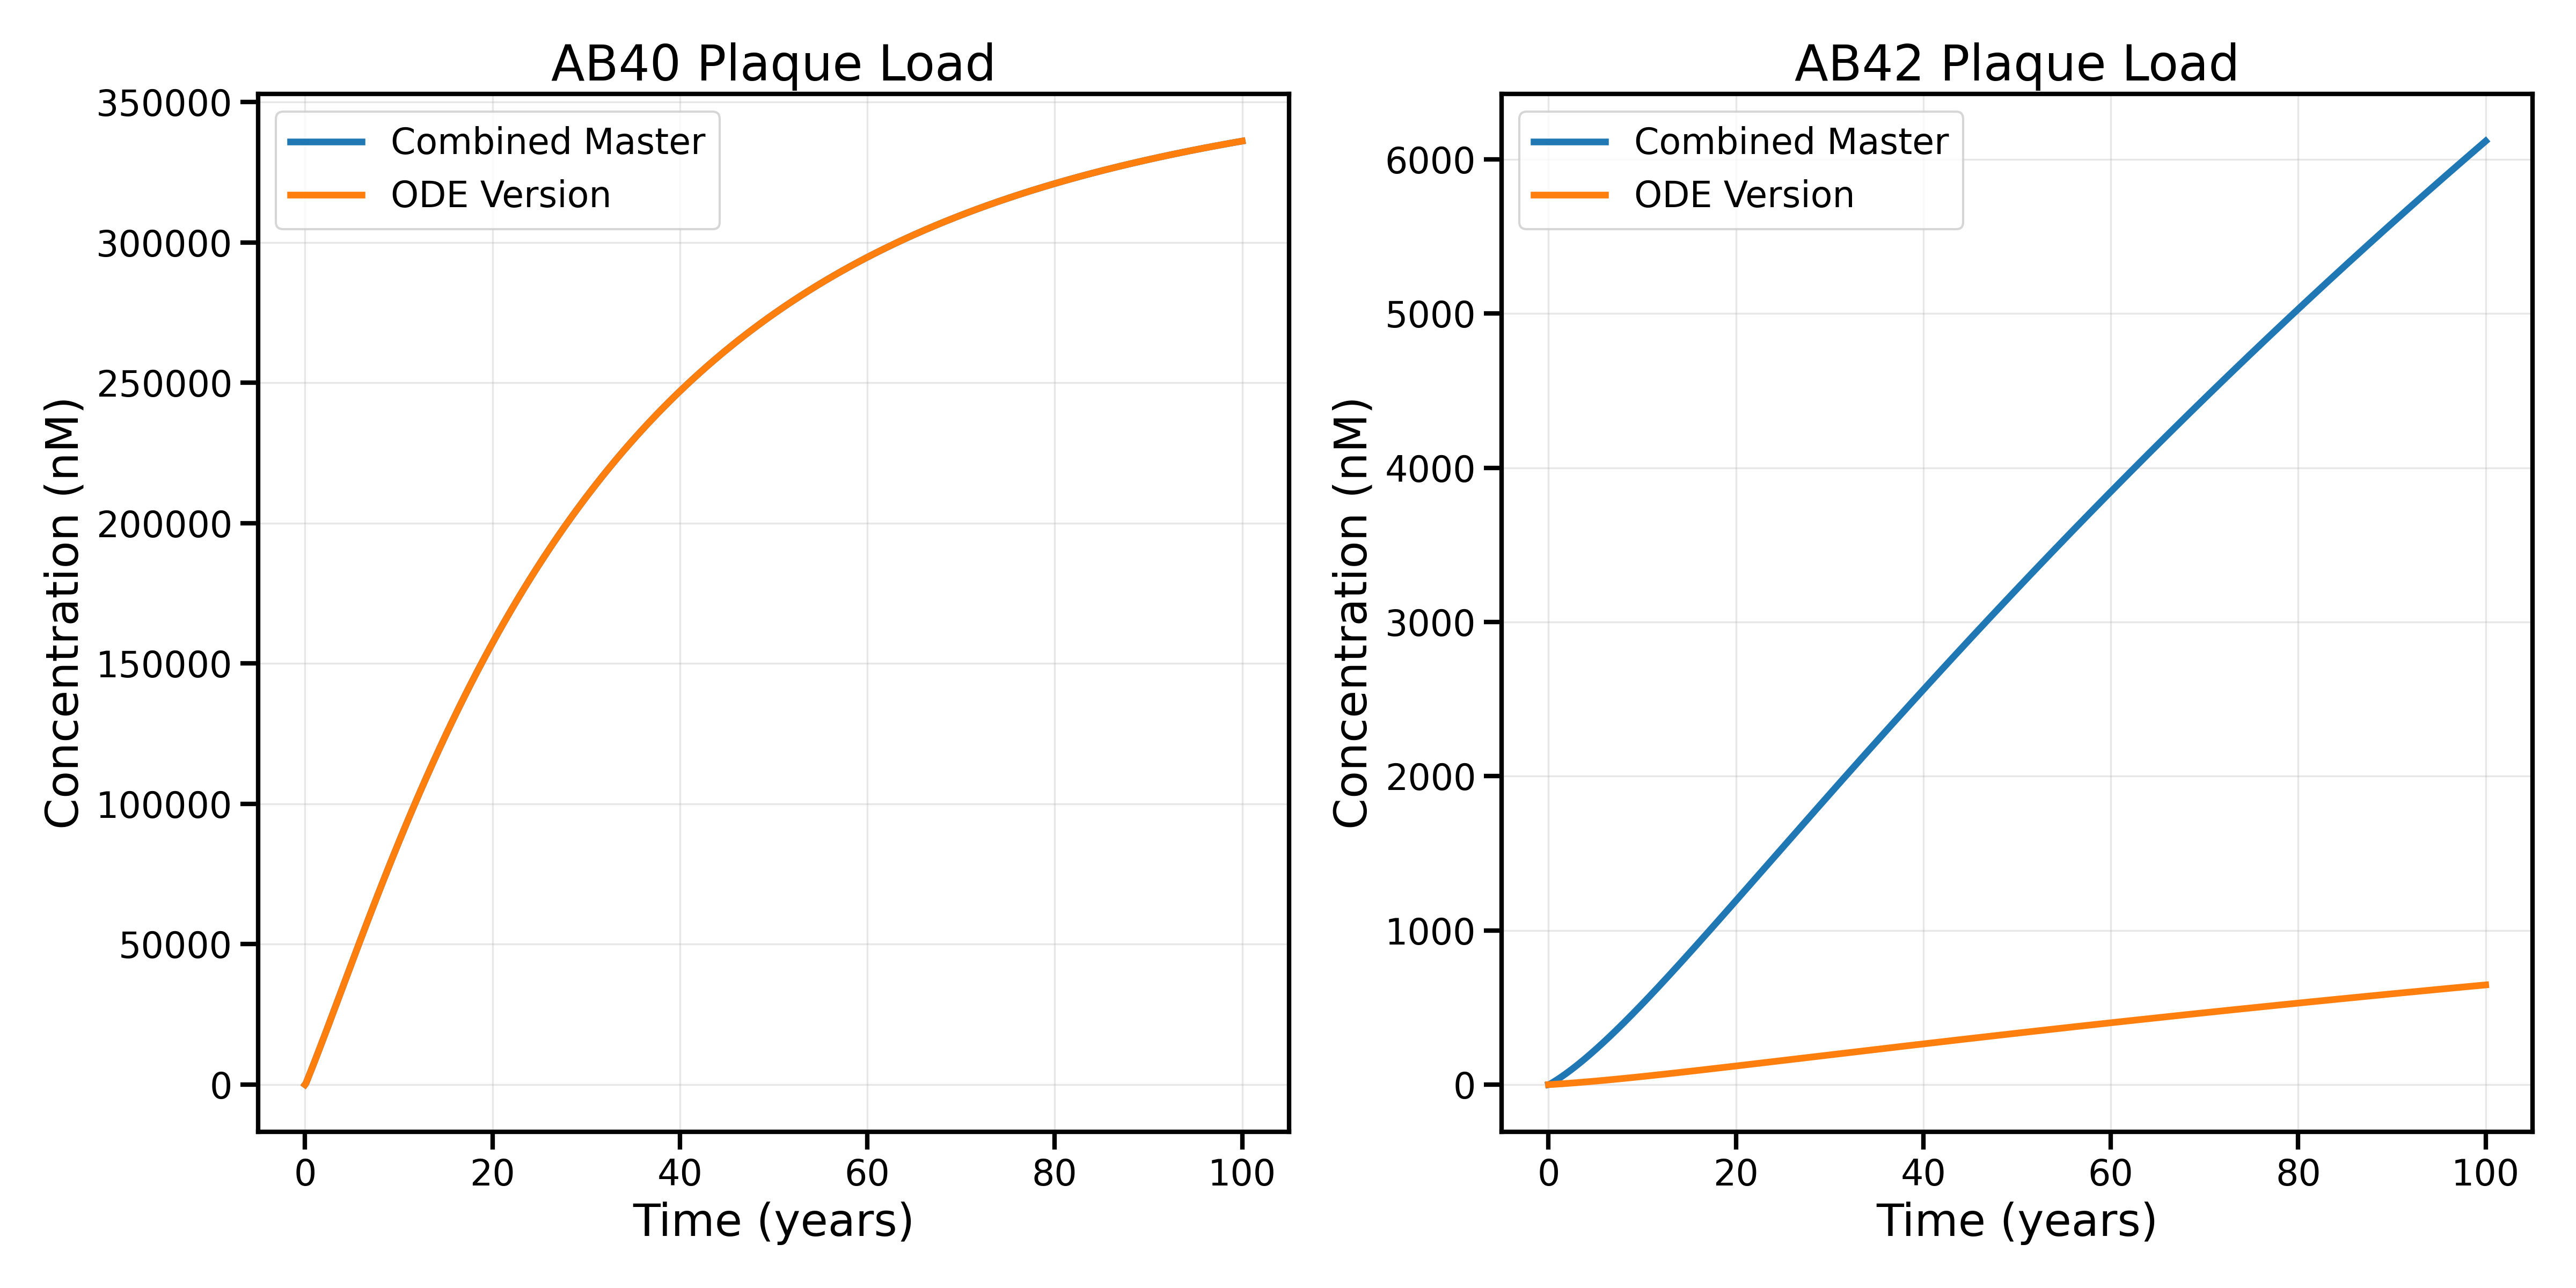 AB40 Plaque Load
Combined Master
ODE Version
350000
300000
250000
200000
150000
100000
50000
0
Concentration (nM)
0 20 40 60 80 100
Time (years)
AB42 Plaque Load
Combined Master
ODE Version
6000
5000
4000
3000
2000
1000
0
Concentration (nM)
0 20 40 60 80 100
Time (years)